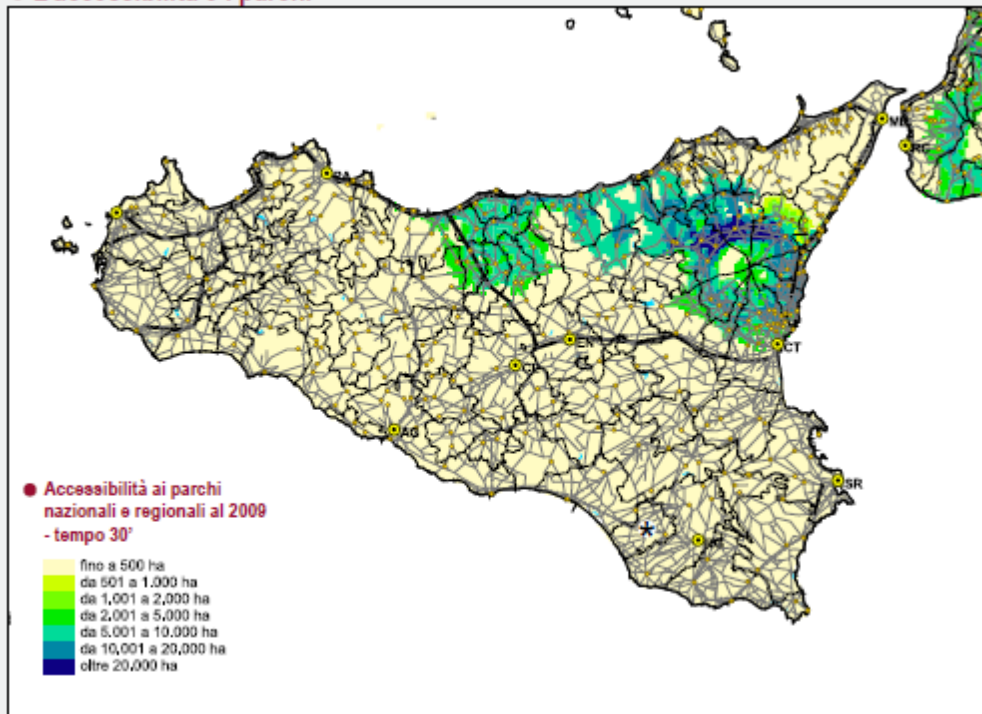 ME
RC
PA
EN
CT
CL
AG
SR
*
● Accessibilità ai parchi
nazionali e regionali al 2009
- tempo 30'
fino a 500 ha
da 501 a 1.000 ha
da 1.001 a 2.000 ha
da 2.001 a 5.000 ha
da 5.001 a 10.000 ha
da 10.001 a 20.000 ha
oltre 20.000 ha